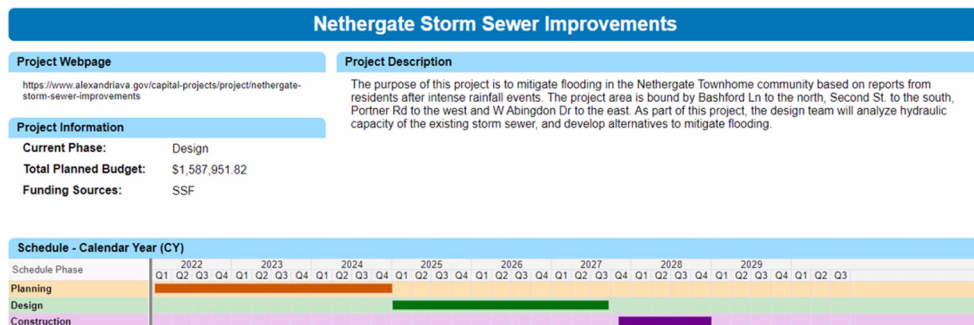 Nethergate Storm Sewer Improvements
Project Webpage
https://www.alexandriava.gov/capital-projects/project/nethergate-
storm-sewer-improvements
Project Information
Current Phase: Design
Total Planned Budget: $1,587,951.82
Funding Sources: SSF
Project Description
The purpose of this project is to mitigate flooding in the Nethergate Townhome community based on reports from
residents after intense rainfall events. The project area is bound by Bashford Ln to the north, Second St. to the south,
Portner Rd to the west and W Abingdon Dr to the east. As part of this project, the design team will analyze hydraulic
capacity of the existing storm sewer, and develop alternatives to mitigate flooding.
Schedule - Calendar Year (CY)
Schedule Phase
2022 2023 2024 2025 2026 2027 2028 2029
Q1 Q2 Q3 Q4 Q1 Q2 Q3 Q4 Q1 Q2 Q3 Q4 Q1 Q2 Q3 Q4 Q1 Q2 Q3 Q4 Q1 Q2 Q3 Q4 Q1 Q2 Q3 Q4 Q1 Q2 Q3 Q4 Q1 Q2 Q3
Planning
Design
Construction